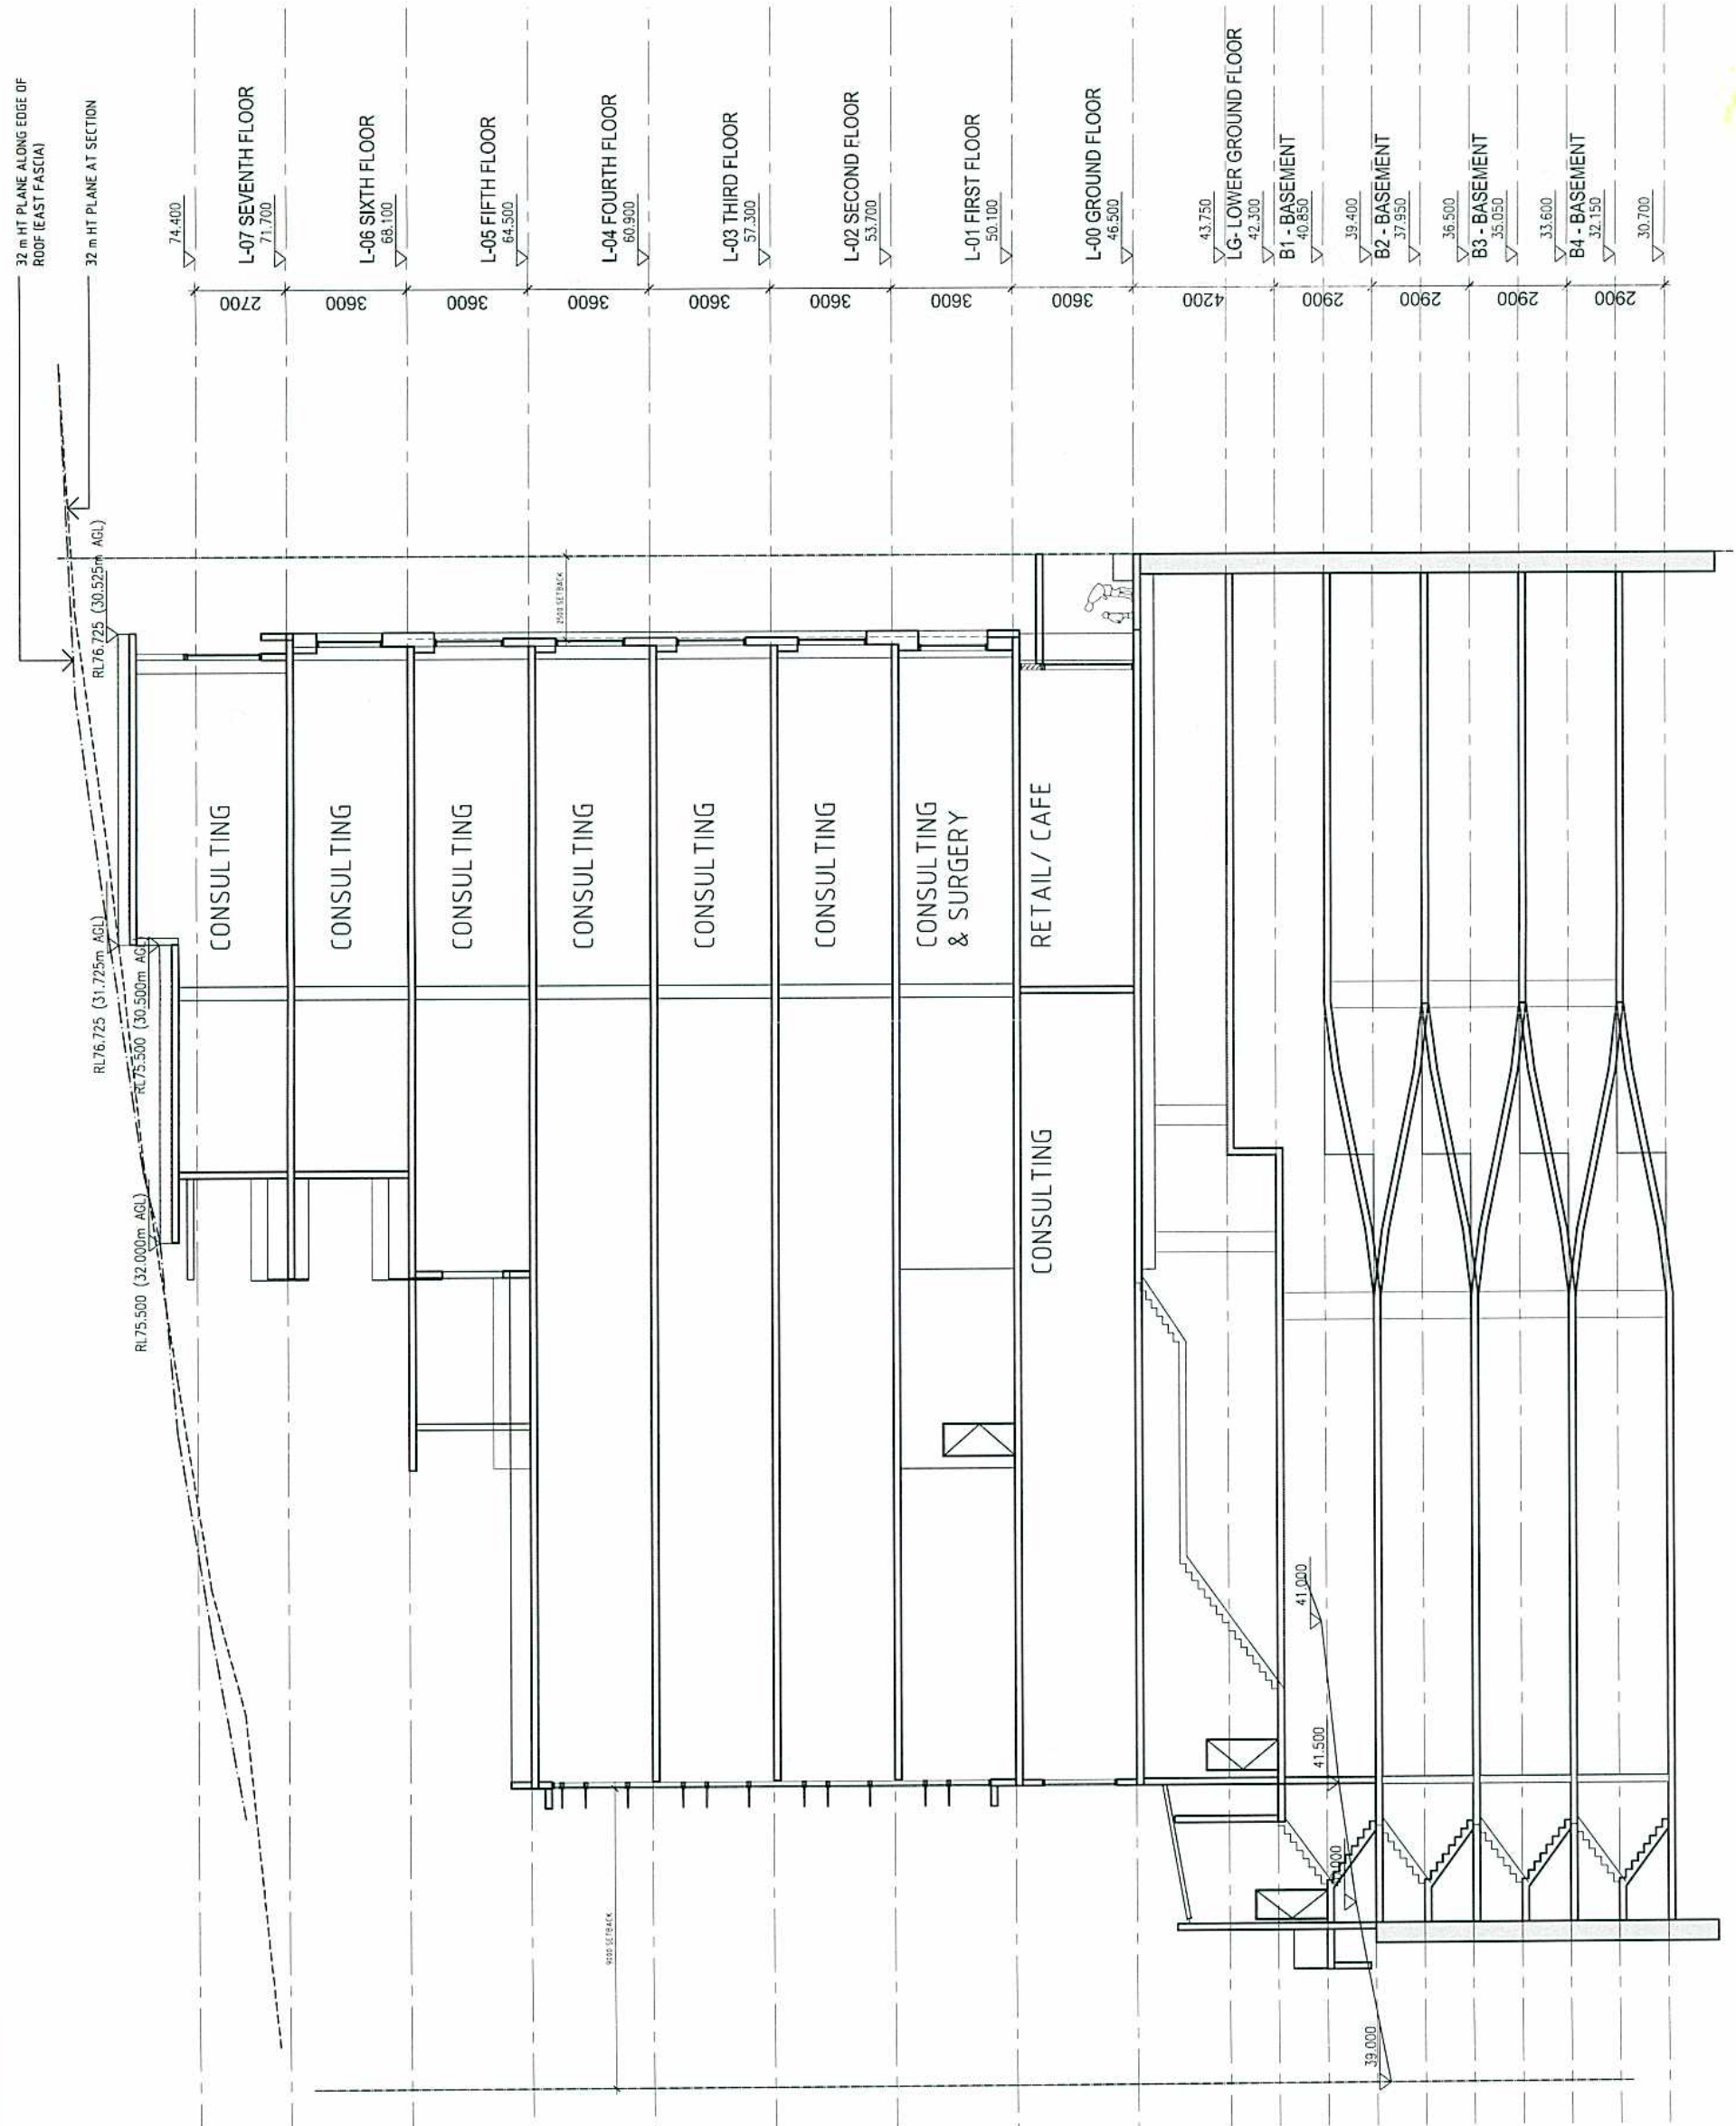 32 m HT PLANE ALONG EDGE OF
ROOF (EAST FASCIA)
32 m HT PLANE AT SECTION
RL76.725 (30.525m AGL)
RL76.725 (31.725m AGL)
RL75.500 (30.500m AGL)
RL75.500 (32.000m AGL)
74.400
2700
L-07 SEVENTH FLOOR
71.700
3600
L-06 SIXTH FLOOR
68.100
3600
L-05 FIFTH FLOOR
64.500
3600
L-04 FOURTH FLOOR
60.900
3600
L-03 THIRD FLOOR
57.300
3600
L-02 SECOND FLOOR
53.700
3600
L-01 FIRST FLOOR
50.100
3600
L-00 GROUND FLOOR
46.500
4200
43.750
LG- LOWER GROUND FLOOR
42.300
B1 - BASEMENT
40.850
2900
39.400
B2 - BASEMENT
37.950
2900
36.500
B3 - BASEMENT
35.050
2900
33.600
B4 - BASEMENT
32.150
2900
30.700
CONSULTING
CONSULTING
CONSULTING
CONSULTING
CONSULTING
CONSULTING
CONSULTING
& SURGERY
RETAIL/ CAFE
CONSULTING
2500 SETBACK
9000 SETBACK
41.000
41.500
39.000